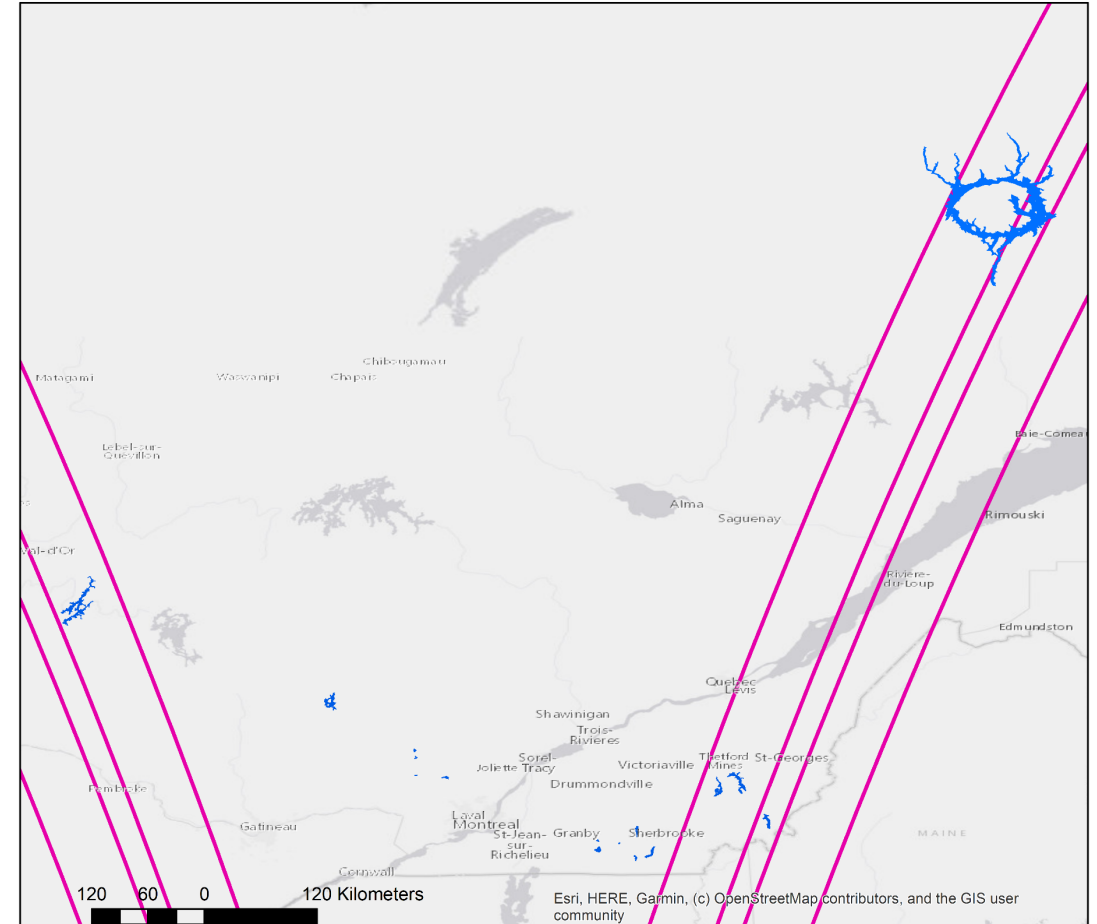 Chibougamau
Matagami
Waswanipi
Chapais
Baie-Comeau
Lebel-sur-
Quévillon
Alma
Saguenay
Rimouski
Val-d'Or
Rivière-
du-Loup
Edmundston
Québec
Lévis
Shawinigan
Trois-
Rivières
Sorel-
Tracy
Joliette
Victoriaville
Thetford
Mines
St-Georges
Drummondville
Pembroke
Laval
Montreal
Gatineau
St-Jean-
sur-
Richelieu
Granby
Sherbrooke
MAINE
Cornwall
120 60 0 120 Kilometers
Esri, HERE, Garmin, (c) OpenStreetMap contributors, and the GIS user
community